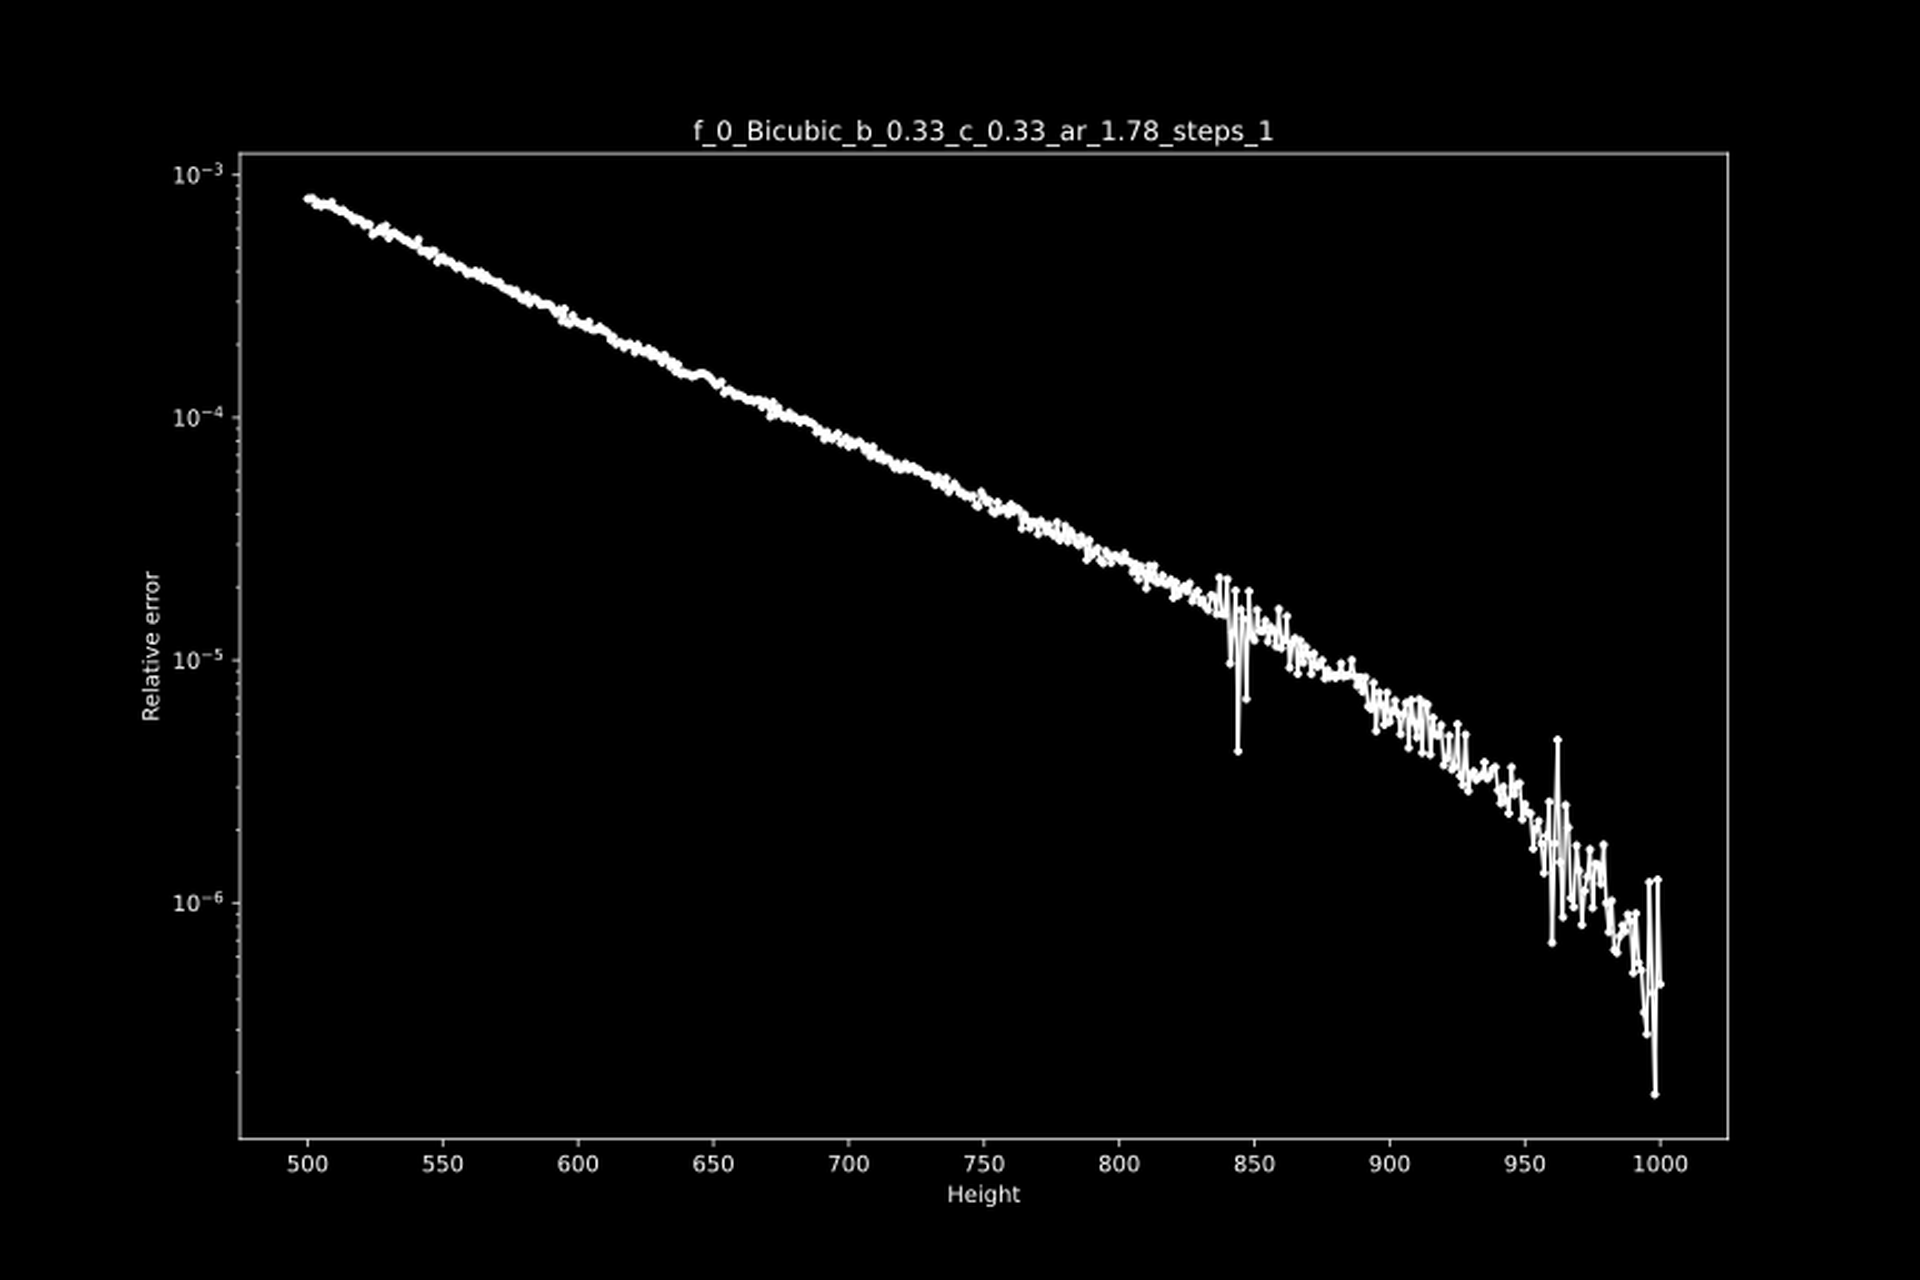 f_0_Bicubic_b_0.33_c_0.33_ar_1.78_steps_1
10⁻³
10⁻⁴
10⁻⁵
10⁻⁶
Relative error
500 550 600 650 700 750 800 850 900 950 1000
Height